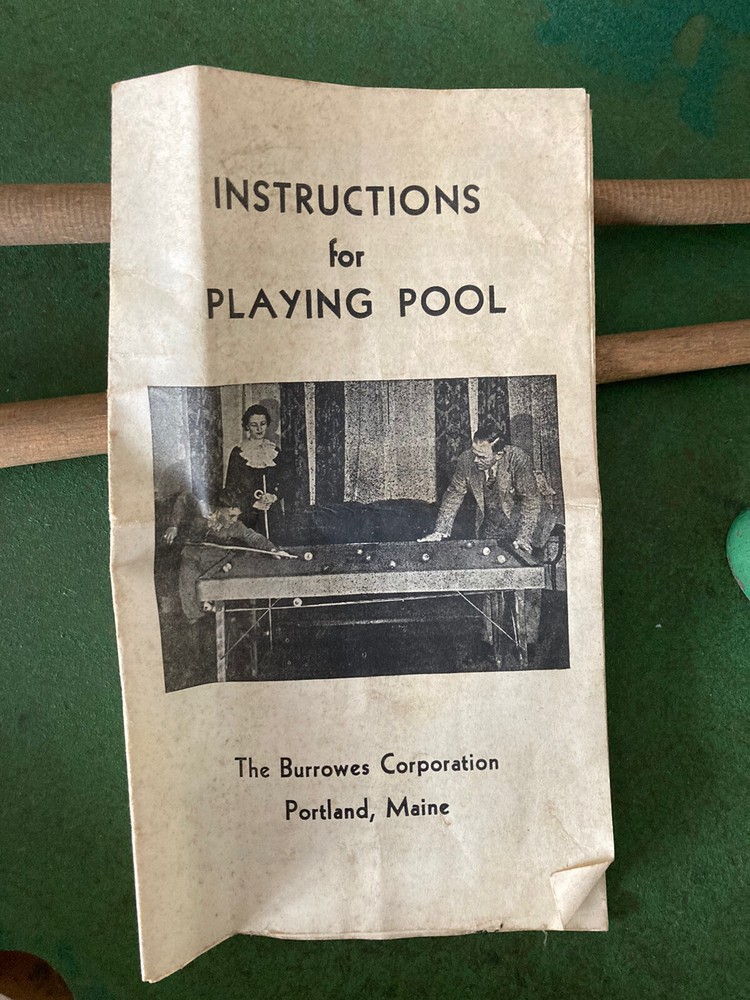 INSTRUCTIONS
for
PLAYING POOL
The Burrowes Corporation
Portland, Maine